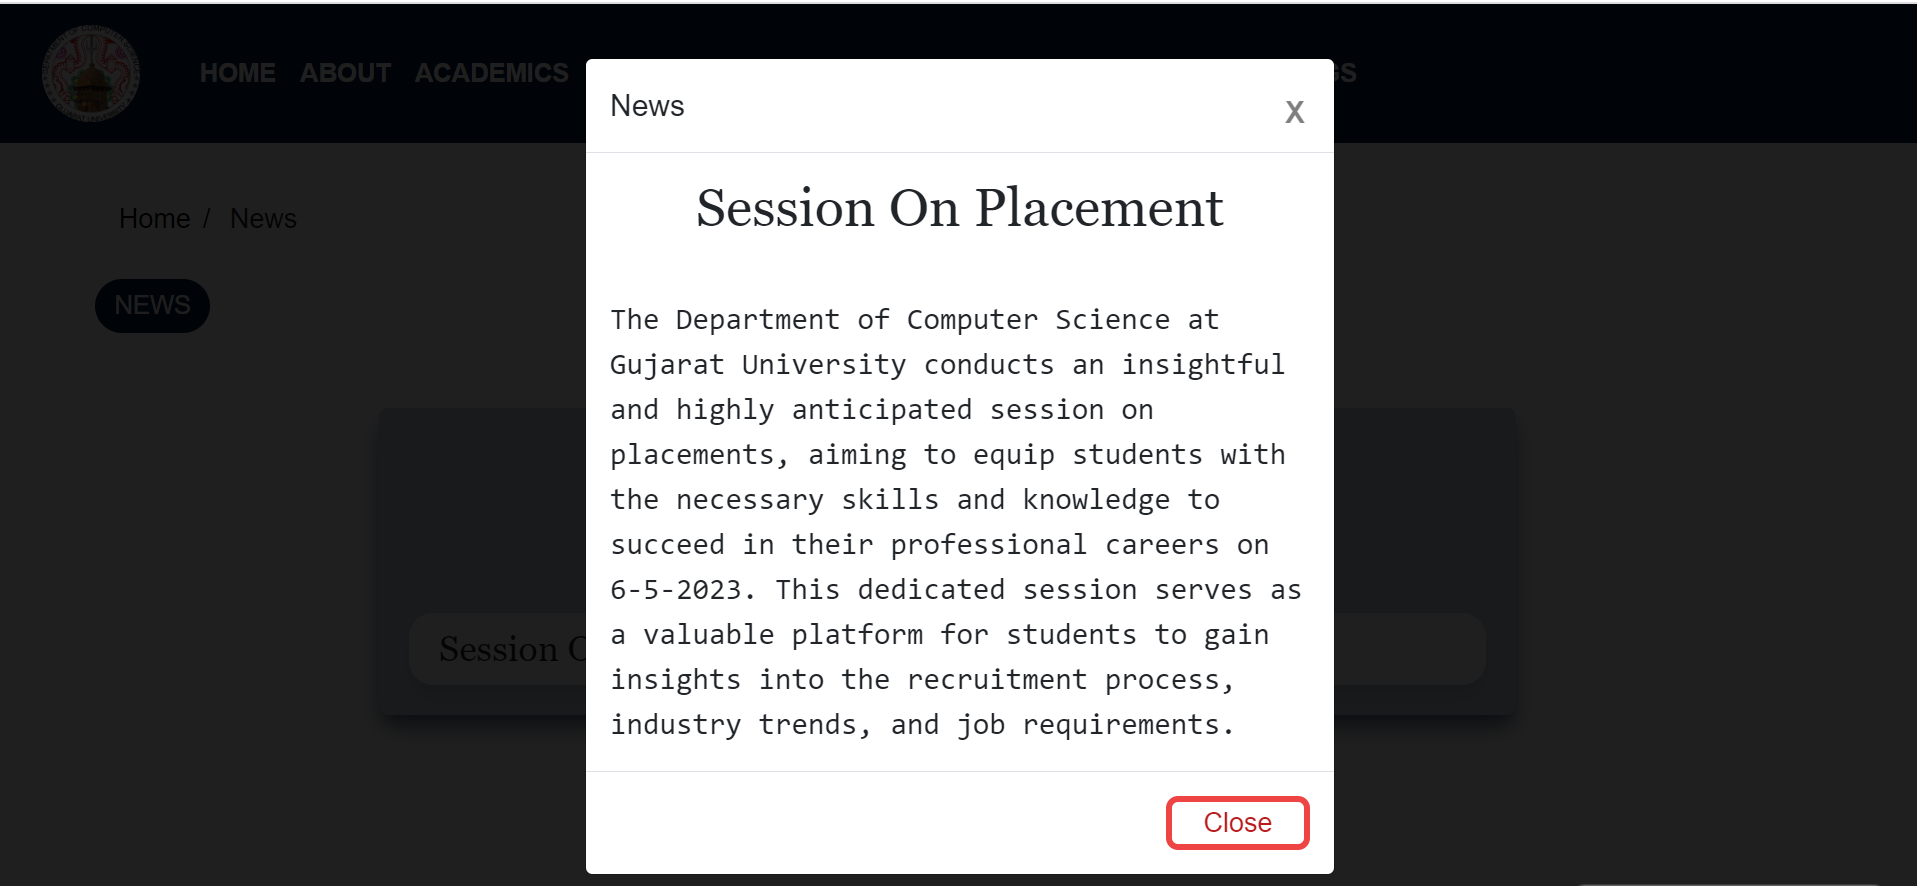 HOME ABOUT ACADEMICS GS
News
X
Home / News
Session On Placement
NEWS
The Department of Computer Science at
Gujarat University conducts an insightful
and highly anticipated session on
placements, aiming to equip students with
the necessary skills and knowledge to
succeed in their professional careers on
6-5-2023. This dedicated session serves as
a valuable platform for students to gain
Session O
insights into the recruitment process,
industry trends, and job requirements.
Close